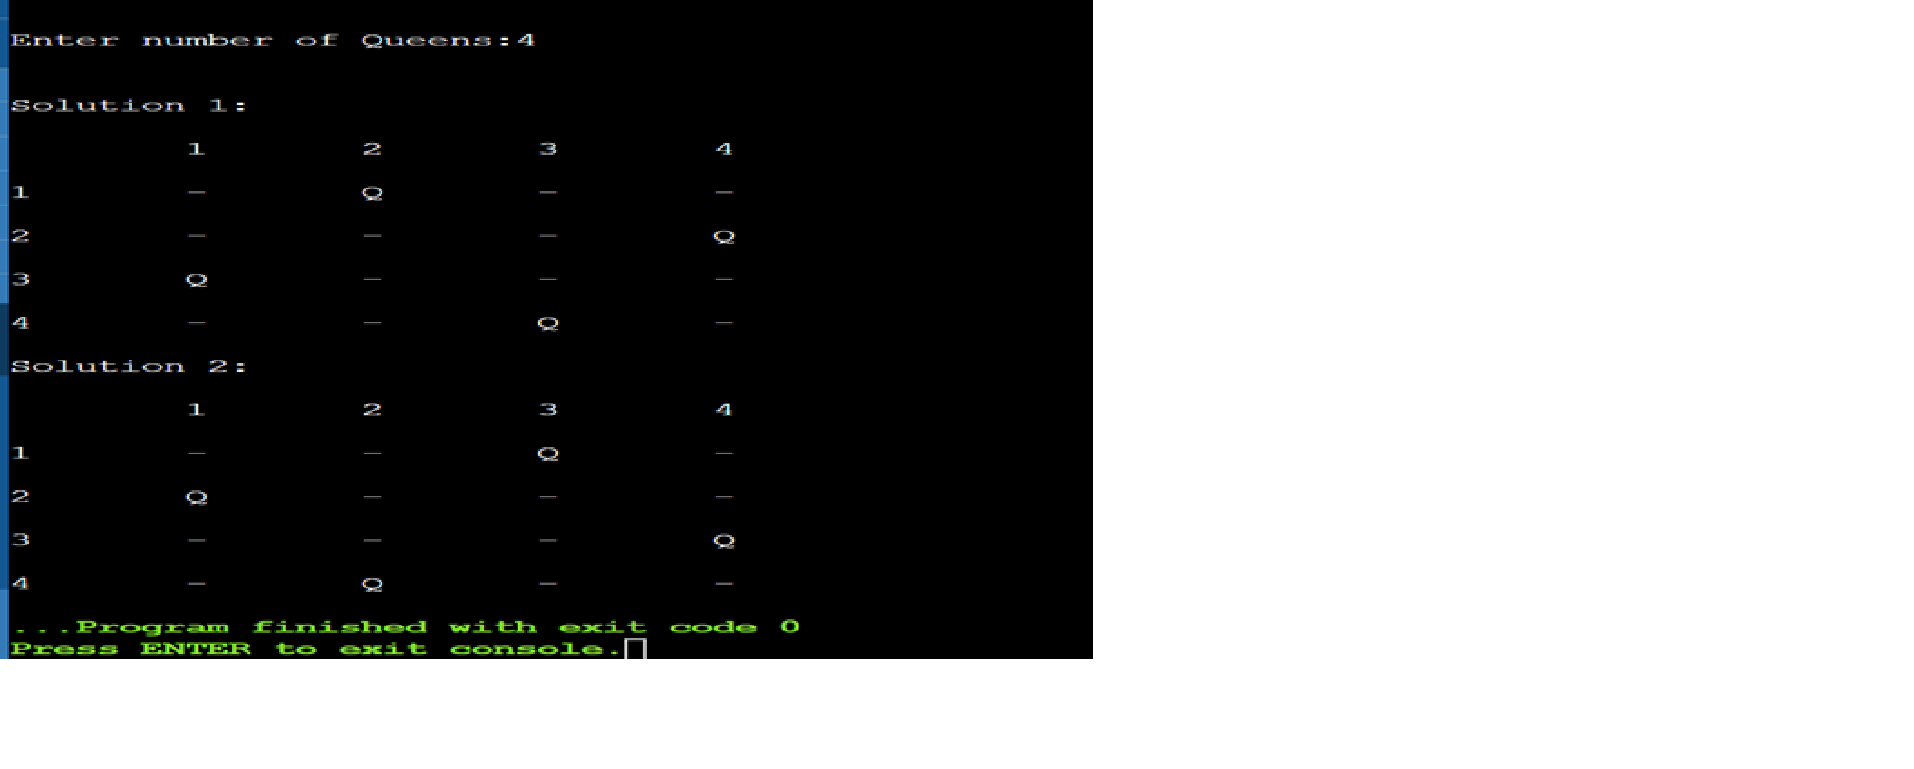 Enter number of Queens:4
Solution 1:
1 2 3 4
1 - Q - -
2 - - - Q
3 Q - - -
4 - - Q -
Solution 2:
1 2 3 4
1 - - Q -
2 Q - - -
3 - - - Q
4 - Q - -
...Program finished with exit code 0
Press ENTER to exit console.